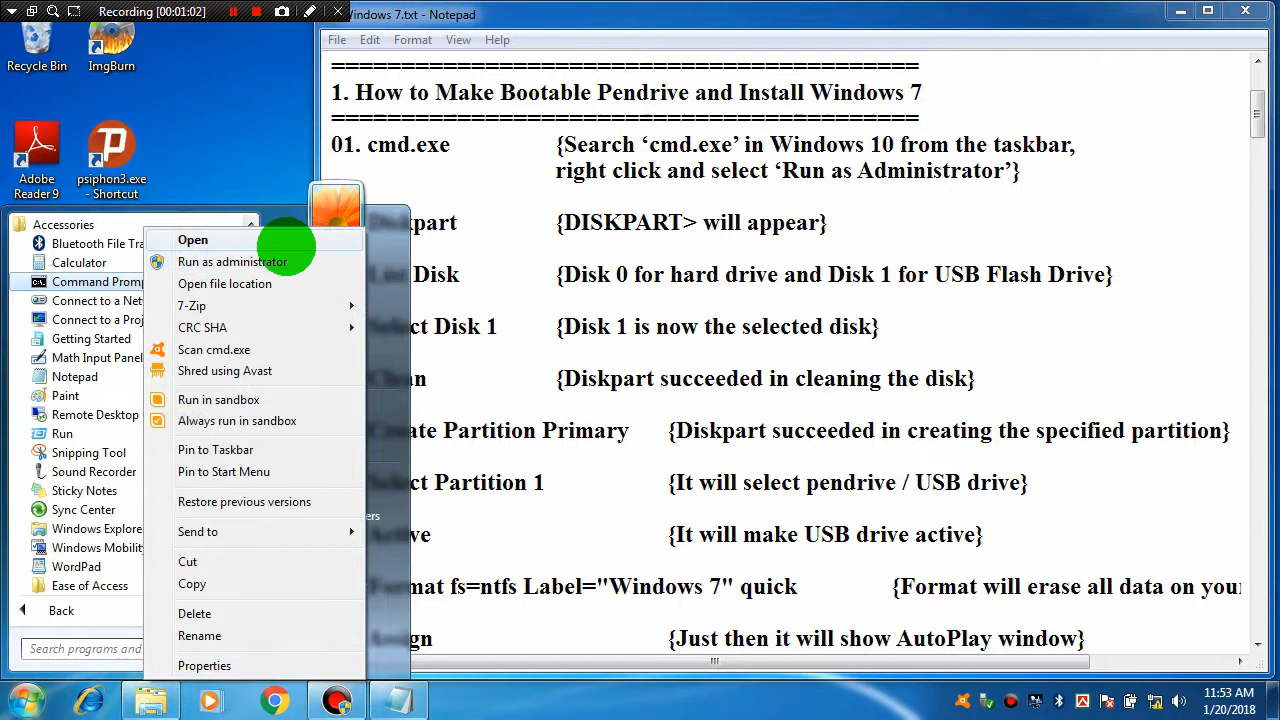 Recording [00:01:02]
Windows 7.txt - Notepad
File Edit Format View Help
Recycle Bin
ImgBurn
Adobe
Reader 9
psiphon3.exe
- Shortcut
==========================================
1. How to Make Bootable Pendrive and Install Windows 7
==========================================
01. cmd.exe {Search ‘cmd.exe’ in Windows 10 from the taskbar,
right click and select ‘Run as Administrator’}
Diskpart {DISKPART> will appear}
List Disk {Disk 0 for hard drive and Disk 1 for USB Flash Drive}
Select Disk 1 {Disk 1 is now the selected disk}
Clean {Diskpart succeeded in cleaning the disk}
Create Partition Primary {Diskpart succeeded in creating the specified partition}
Select Partition 1 {It will select pendrive / USB drive}
Active {It will make USB drive active}
Format fs=ntfs Label="Windows 7" quick {Format will erase all data on your
Assign {Just then it will show AutoPlay window}
Accessories
Bluetooth File Tra
Calculator
Command Promp
Connect to a Net
Connect to a Proj
Getting Started
Math Input Panel
Notepad
Paint
Remote Desktop
Run
Snipping Tool
Sound Recorder
Sticky Notes
Sync Center
Windows Explore
Windows Mobility
WordPad
Ease of Access
Back
Search programs and
Open
Run as administrator
Open file location
7-Zip
CRC SHA
Scan cmd.exe
Shred using Avast
Run in sandbox
Always run in sandbox
Pin to Taskbar
Pin to Start Menu
Restore previous versions
Send to
Cut
Copy
Delete
Rename
Properties
ers
11:53 AM
1/20/2018